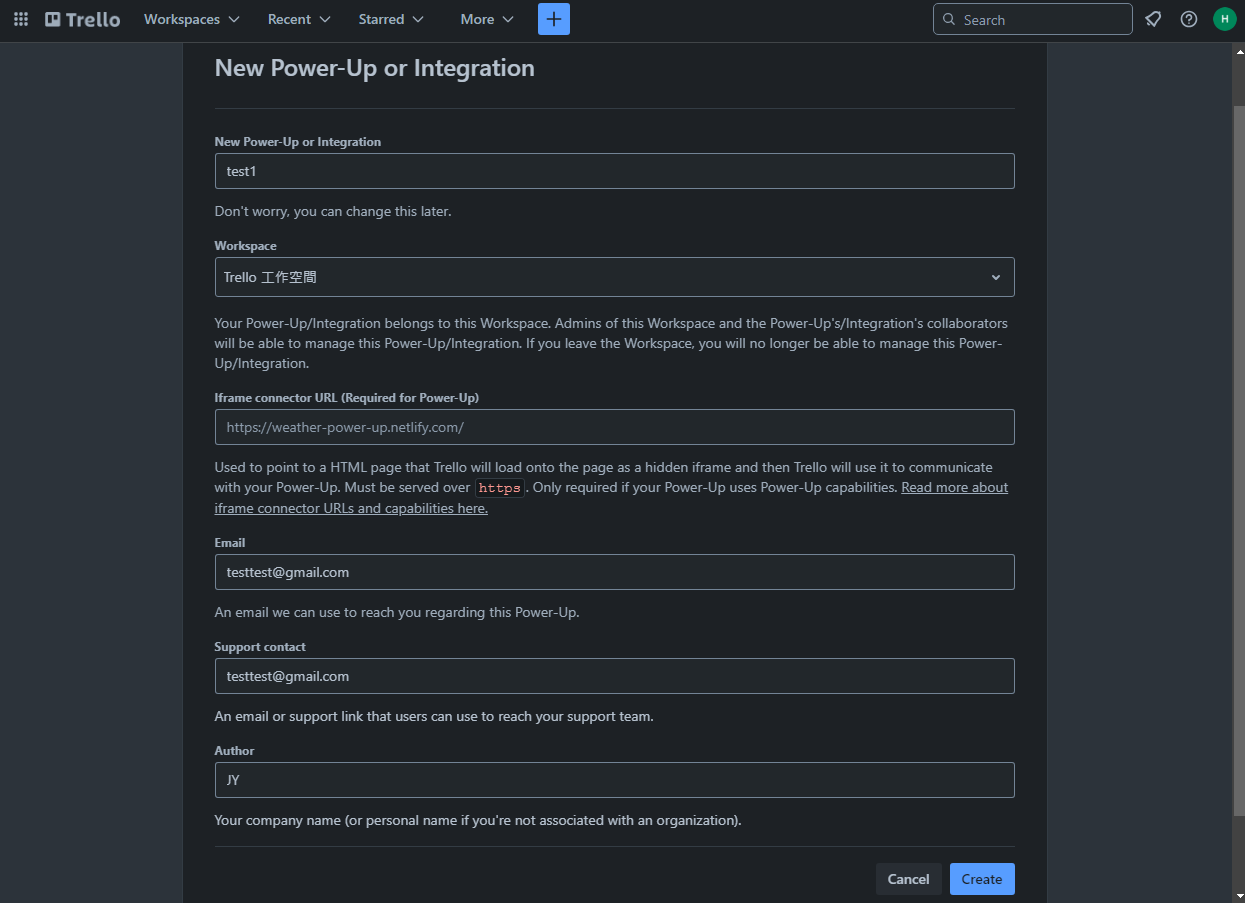 Trello Workspaces Recent Starred More + Search H
New Power-Up or Integration
New Power-Up or Integration
test1
Don't worry, you can change this later.
Workspace
Trello 工作空間
Your Power-Up/Integration belongs to this Workspace. Admins of this Workspace and the Power-Up's/Integration's collaborators
will be able to manage this Power-Up/Integration. If you leave the Workspace, you will no longer be able to manage this Power-
Up/Integration.
Iframe connector URL (Required for Power-Up)
https://weather-power-up.netlify.com/
Used to point to a HTML page that Trello will load onto the page as a hidden iframe and then Trello will use it to communicate
with your Power-Up. Must be served over https. Only required if your Power-Up uses Power-Up capabilities. Read more about
iframe connector URLs and capabilities here.
Email
testtest@gmail.com
An email we can use to reach you regarding this Power-Up.
Support contact
testtest@gmail.com
An email or support link that users can use to reach your support team.
Author
JY
Your company name (or personal name if you're not associated with an organization).
Cancel Create